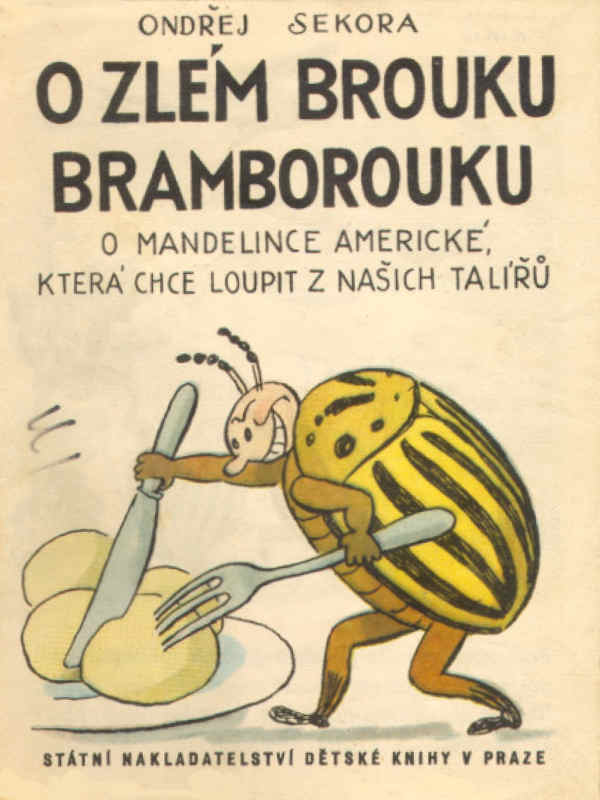 ONDŘEJ SEKORA
O ZLÉM BROUKU
BRAMBOROUKU
O MANDELINCE AMERICKÉ,
KTERÁ CHCE LOUPIT Z NAŠICH TALÍŘŮ
STÁTNÍ NAKLADATELSTVÍ DĚTSKÉ KNIHY V PRAZE